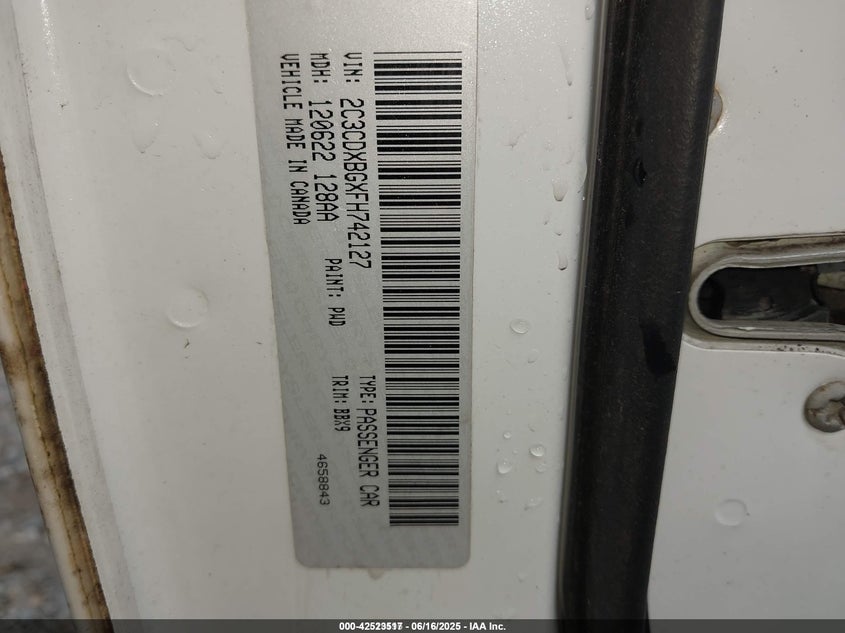 VIN: 2C3CDXBGXFH742127
MDH: 120622 128AA
VEHICLE MADE IN CANADA
PAINT: PWD
TYPE: PASSENGER CAR
TRIM: BBX9
4658843
000-42523517 - 06/16/2025 - IAA Inc.